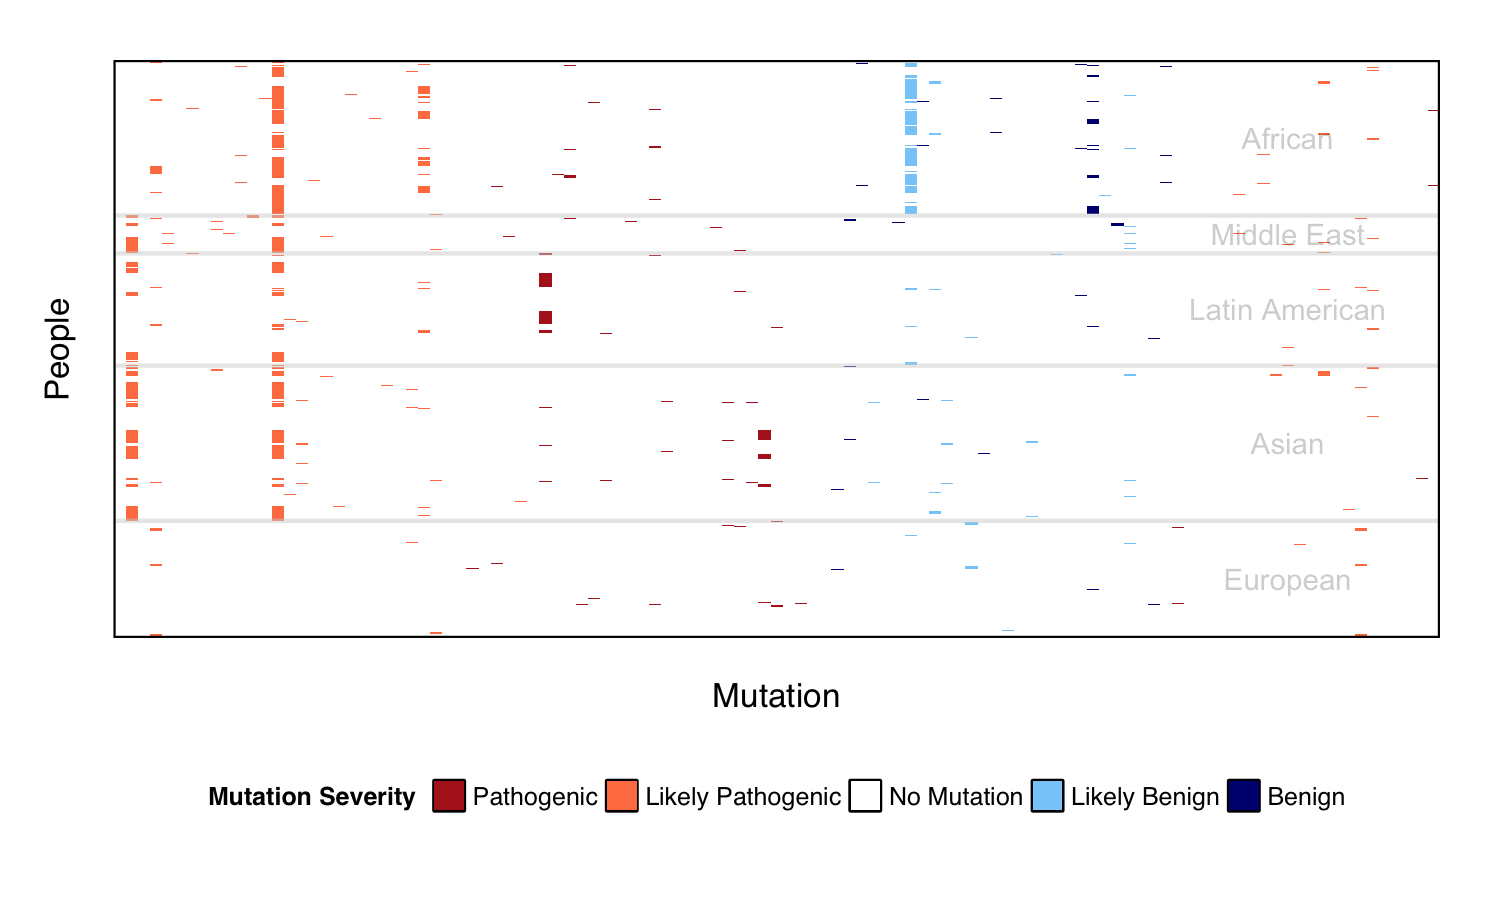 African
Middle East
Latin American
Asian
European
People
Mutation
Mutation Severity Pathogenic Likely Pathogenic No Mutation Likely Benign Benign